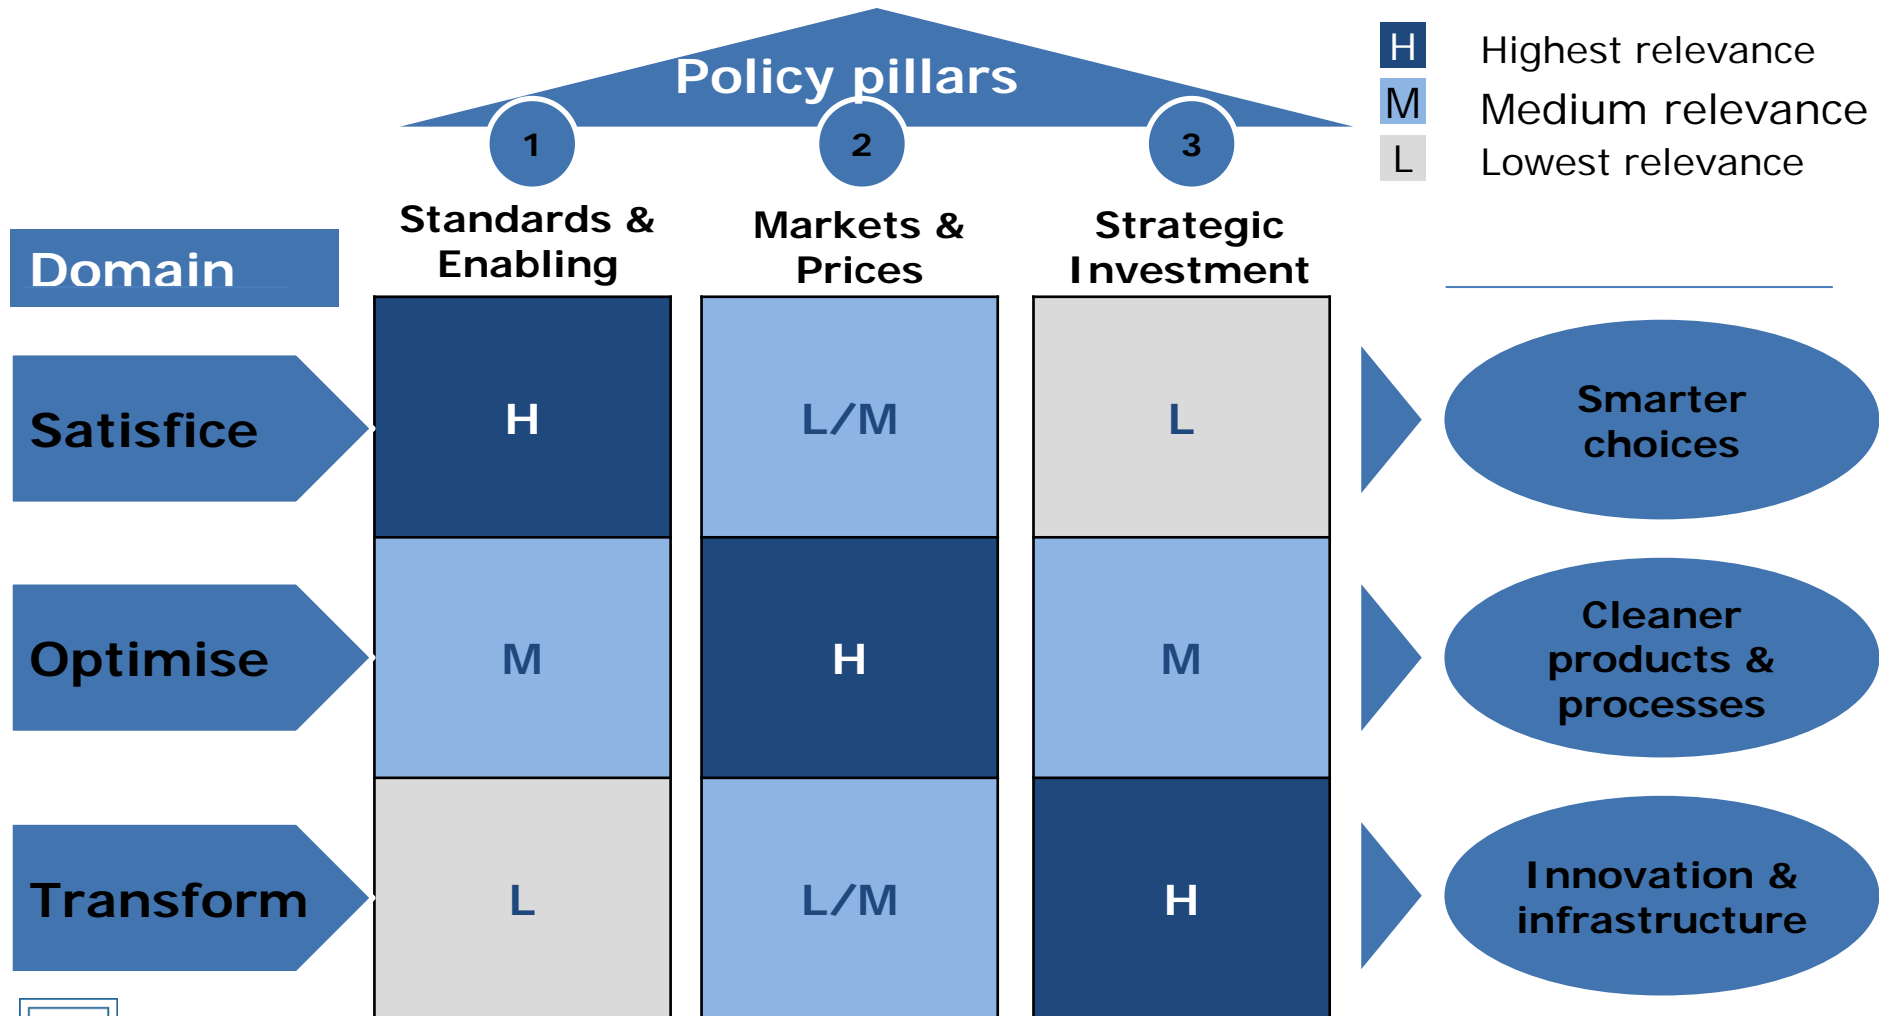 Policy pillars
H Highest relevance
M Medium relevance
L Lowest relevance
1 2 3
Standards &
Enabling
Markets &
Prices
Strategic
Investment
Domain
Satisfice
H L/M L
Smarter
choices
Optimise
M H M
Cleaner
products &
processes
Transform
L L/M H
Innovation &
infrastructure